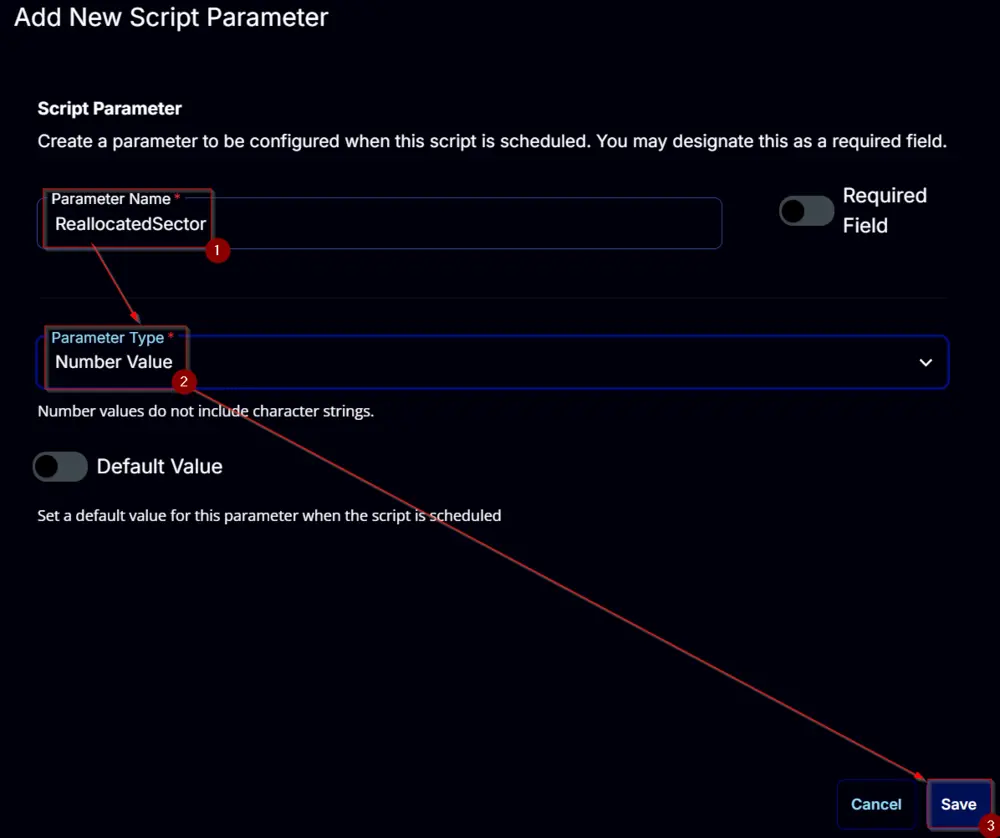 Add New Script Parameter
Script Parameter
Create a parameter to be configured when this script is scheduled. You may designate this as a required field.
Parameter Name *
ReallocatedSector
1
Required
Field
Parameter Type *
Number Value
2
Number values do not include character strings.
Default Value
Set a default value for this parameter when the script is scheduled
Cancel
Save
3